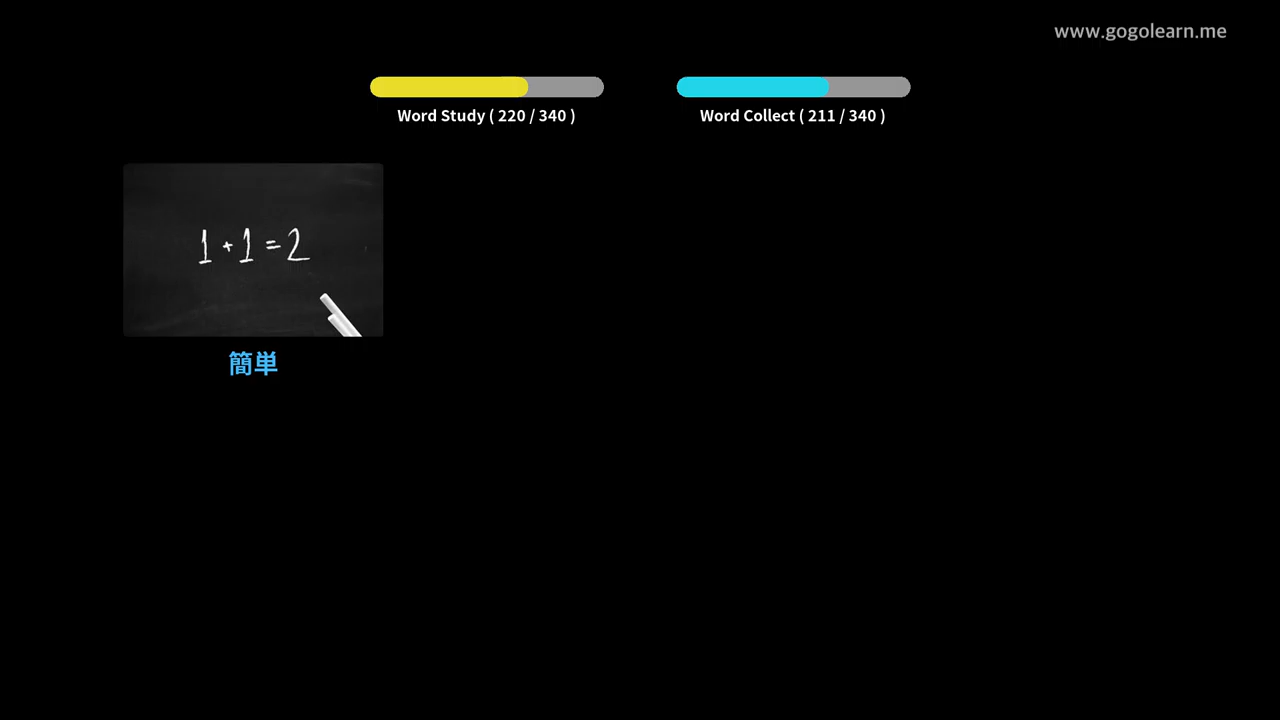 www.gogolearn.me
Word Study ( 220 / 340 )
Word Collect ( 211 / 340 )
1 + 1 = 2
簡単